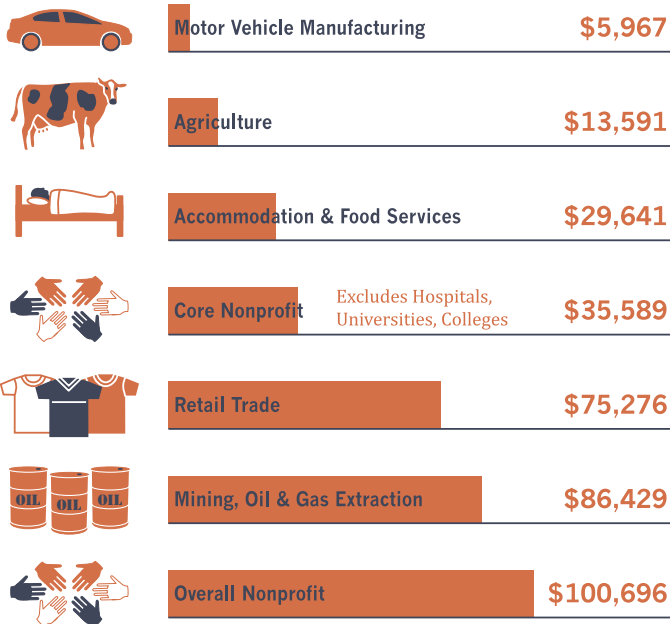 Motor Vehicle Manufacturing $5,967
Agriculture $13,591
Accommodation & Food Services $29,641
Core Nonprofit Excludes Hospitals, $35,589
Universities, Colleges
Retail Trade $75,276
OIL OIL OIL
Mining, Oil & Gas Extraction $86,429
Overall Nonprofit $100,696